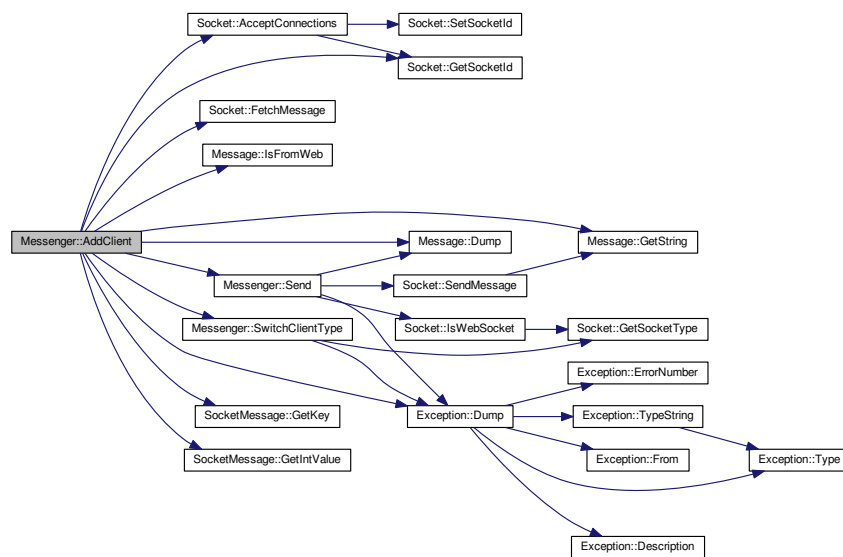 Socket::AcceptConnections
Socket::SetSocketId
Socket::GetSocketId
Socket::FetchMessage
Message::IsFromWeb
Messenger::AddClient
Message::Dump
Message::GetString
Messenger::Send
Socket::SendMessage
Messenger::SwitchClientType
Socket::IsWebSocket
Socket::GetSocketType
Exception::ErrorNumber
SocketMessage::GetKey
Exception::Dump
Exception::TypeString
SocketMessage::GetIntValue
Exception::From
Exception::Type
Exception::Description